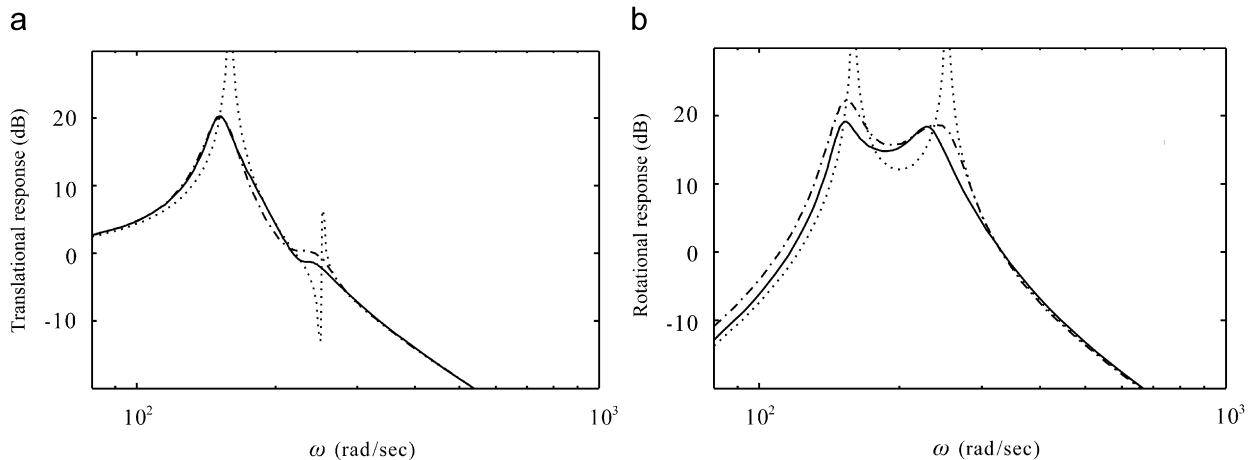 a
Translational response (dB)
20
10
0
-10
10²
10³
ω (rad/sec)
b
Rotational response (dB)
20
10
0
-10
10²
10³
ω (rad/sec)